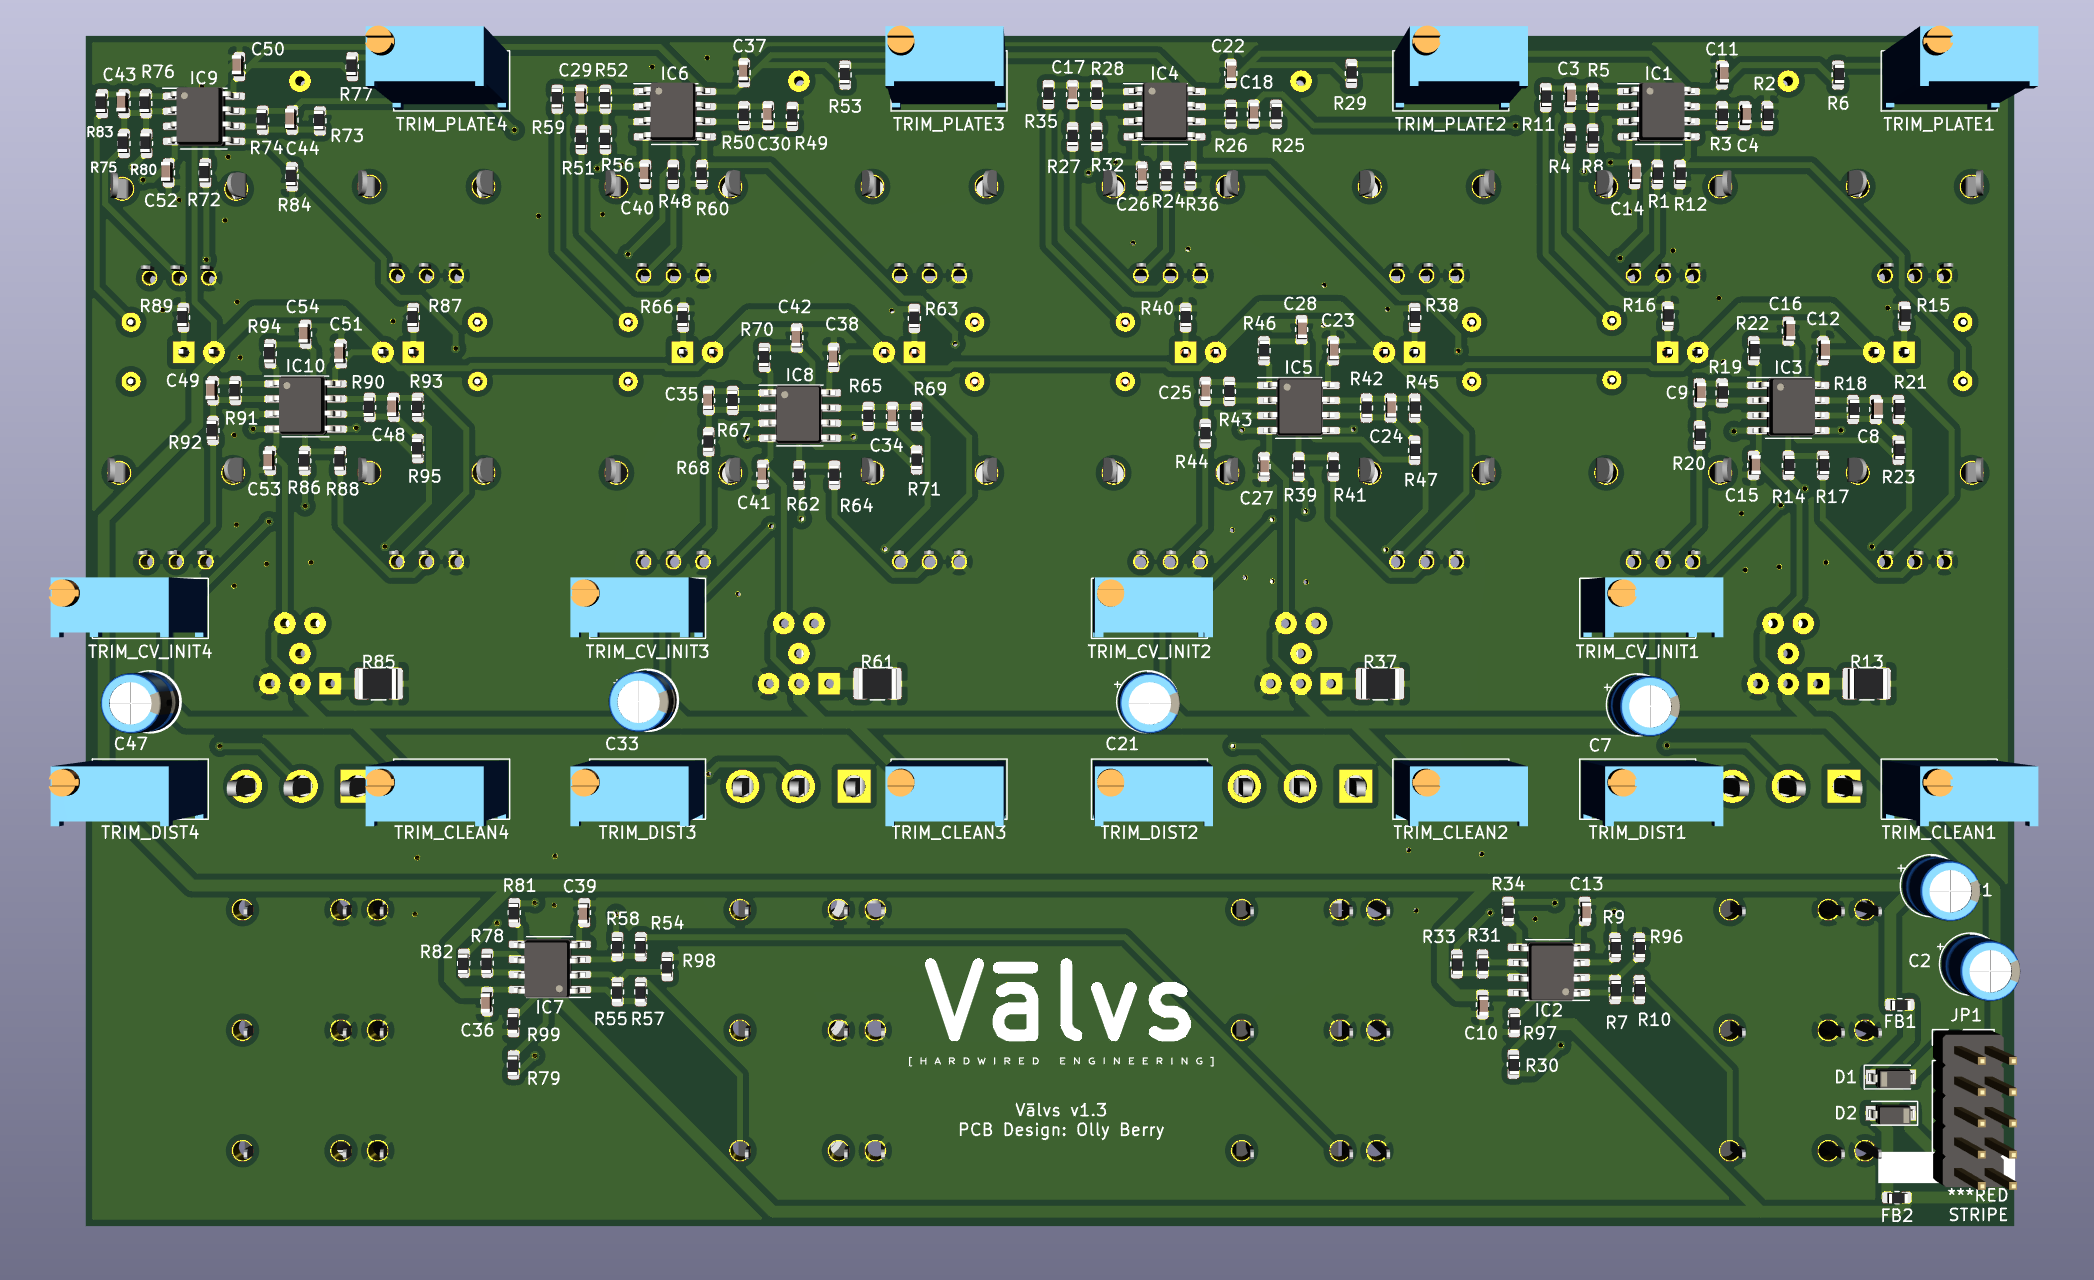 C50
C37
C22
C11
R76
IC9
C43
R77
C29
R52
IC6
R53
C17
R28
IC4
C18
R29
C3
R5
IC1
R2
R6
R83
R74
C44
R73
TRIM_PLATE4
R59
R50
C30
R49
TRIM_PLATE3
R35
R26
R25
TRIM_PLATE2
R11
R3
C4
TRIM_PLATE1
R75
R80
R51
R56
R27
R32
R4
R8
C52
R72
R84
C40
R48
R60
C26
R24
R36
C14
R1
R12
R89
C54
R87
R66
C42
R63
R40
C28
R38
R16
C16
R15
R94
C51
R70
C38
R46
C23
R22
C12
IC10
IC8
IC5
IC3
C49
R90
R93
C35
R65
R69
C25
R42
R45
C9
R19
R18
R21
R91
R92
C48
R67
C34
R43
C24
R20
C8
R95
R68
R44
R47
R23
C53
R86
R88
C41
R62
R64
R71
C27
R39
R41
C15
R14
R17
TRIM_CV_INIT4
TRIM_CV_INIT3
TRIM_CV_INIT2
TRIM_CV_INIT1
R85
R61
R37
R13
C47
C33
C21
C7
TRIM_DIST4
TRIM_CLEAN4
TRIM_DIST3
TRIM_CLEAN3
TRIM_DIST2
TRIM_CLEAN2
TRIM_DIST1
TRIM_CLEAN1
R81
C39
R34
C13
1
R58
R54
R9
R96
R82
R78
R98
R33
R31
C2
IC7
IC2
C36
R99
R55
R57
C10
R97
R7
R10
FB1
JP1
R79
R30
Vālvs
[HARDWIRED ENGINEERING]
D1
D2
Vālvs v1.3
PCB Design: Olly Berry
***RED
STRIPE
FB2